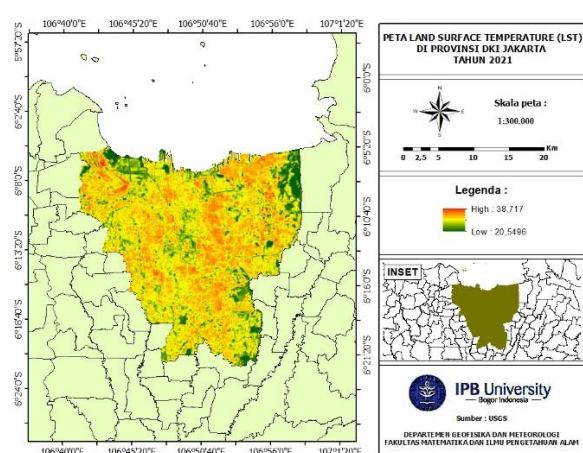 106°40'0"E 106°45'20"E 106°50'40"E 106°56'0"E 107°1'20"E
5°57'20"S
6°2'40"S
6°8'0"S
6°13'20"S
6°18'40"S
6°24'0"S
6°0'0"S
6°5'20"S
6°10'40"S
6°16'0"S
6°21'20"S
106°40'0"E 106°45'20"E 106°50'40"E 106°56'0"E 107°1'20"E
PETA LAND SURFACE TEMPERATURE (LST)
DI PROVINSI DKI JAKARTA
TAHUN 2021
N
W E
S
Skala peta :
1:300.000
Km
0 2,5 5 10 15 20
Legenda :
High : 38,717
Low : 20,5496
INSET
IPB University
Bogor Indonesia
Sumber : USGS
DEPARTEMEN GEOFISIKA DAN METEOROLOGI
FAKULTAS MATEMATIKA DAN ILMU PENGETAHUAN ALAM